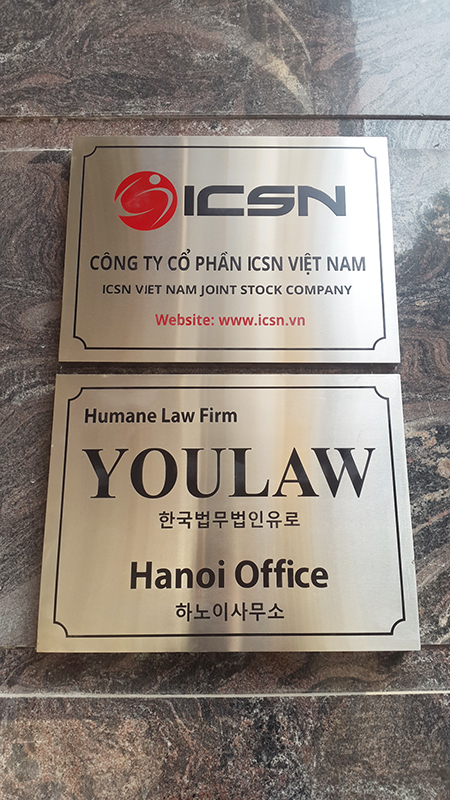 ICSN
CÔNG TY CỔ PHẦN ICSN VIỆT NAM
ICSN VIET NAM JOINT STOCK COMPANY
Website: www.icsn.vn
Humane Law Firm
YOULAW
한국법무법인유로
Hanoi Office
하노이사무소